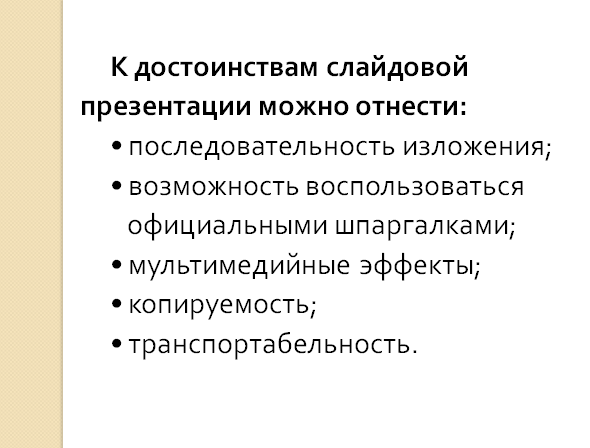 К достоинствам слайдовой
презентации можно отнести:
• последовательность изложения;
• возможность воспользоваться
официальными шпаргалками;
• мультимедийные эффекты;
• копируемость;
• транспортабельность.